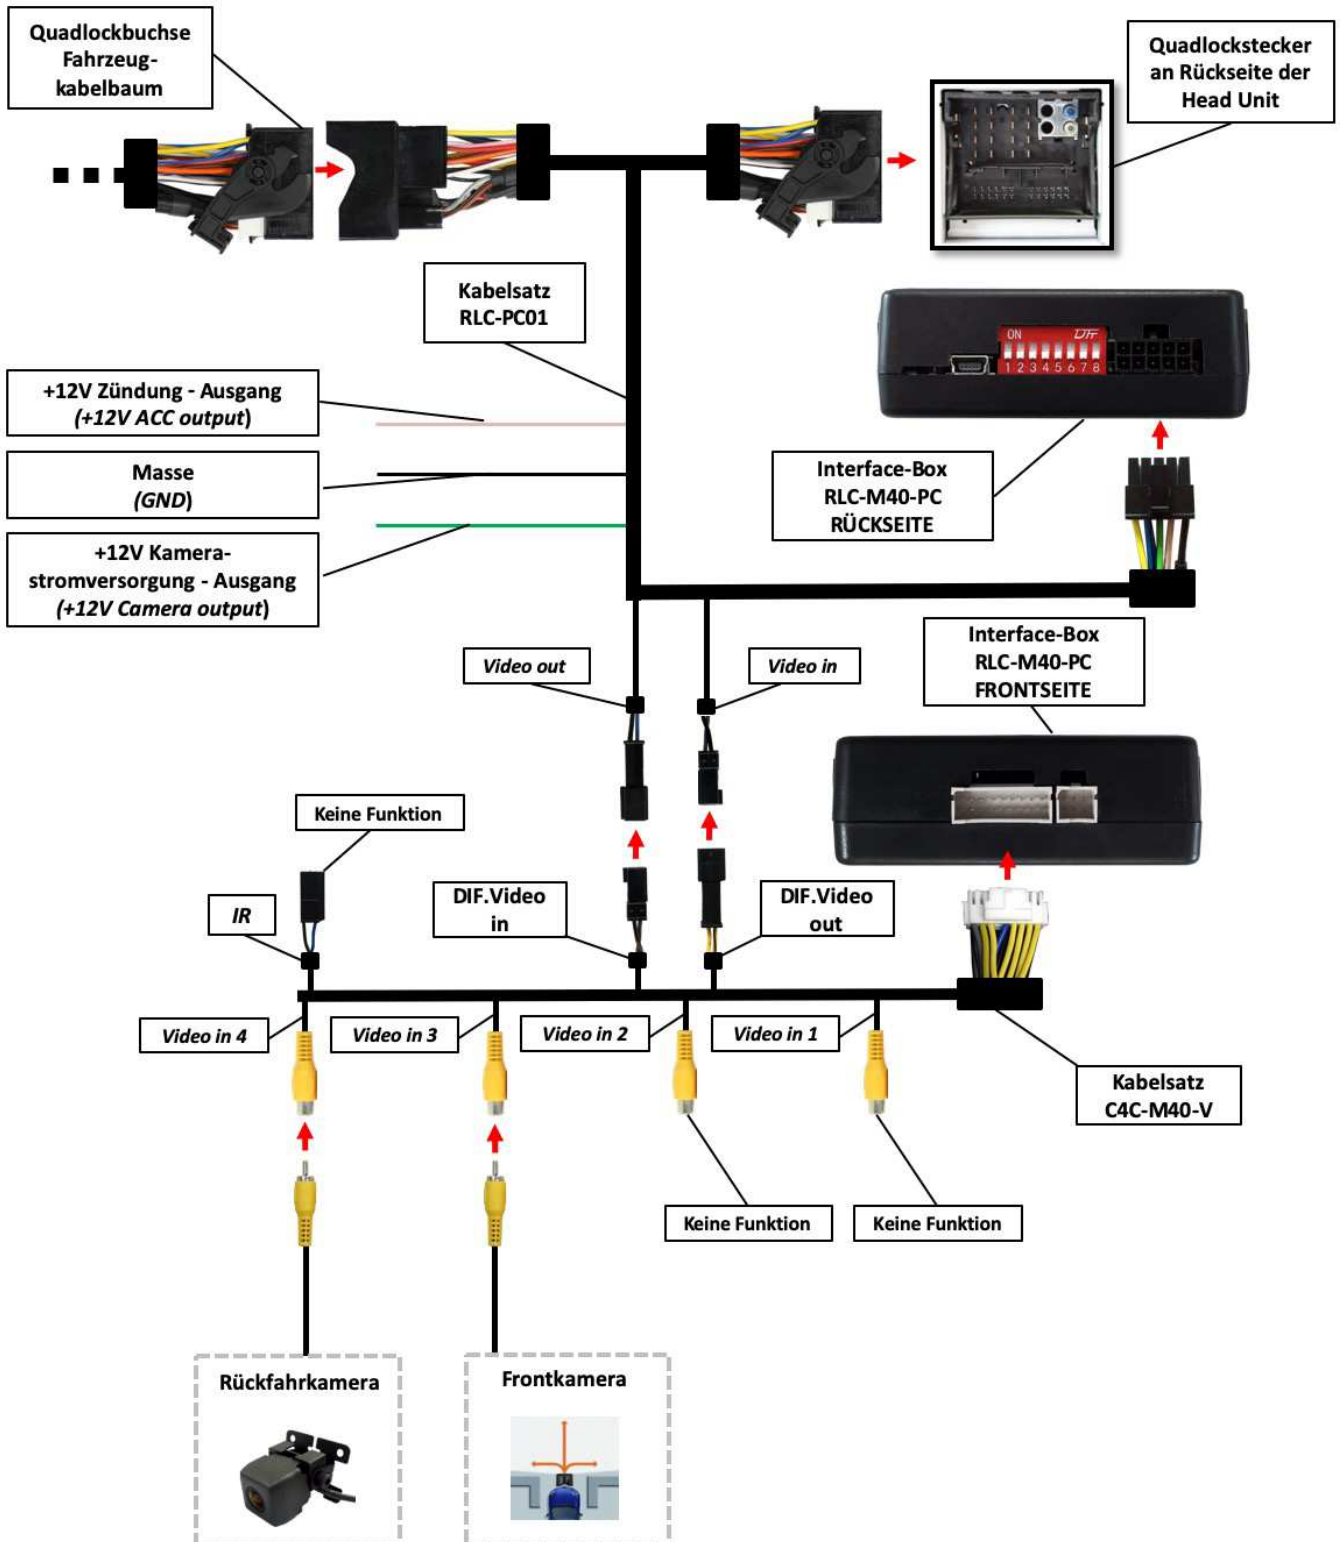 Quadlockbuchse
Fahrzeug-
kabelbaum
Quadlockstecker
an Rückseite der
Head Unit
Kabelsatz
RLC-PC01
ON
DTF
1 2 3 4 5 6 7 8
+12V Zündung - Ausgang
(+12V ACC output)
Masse
(GND)
Interface-Box
RLC-M40-PC
RÜCKSEITE
+12V Kamera-
stromversorgung - Ausgang
(+12V Camera output)
Interface-Box
RLC-M40-PC
FRONTSEITE
Video out
Video in
Keine Funktion
IR
DIF.Video
in
DIF.Video
out
Video in 4
Video in 3
Video in 2
Video in 1
Kabelsatz
C4C-M40-V
Keine Funktion
Keine Funktion
Rückfahrkamera
Frontkamera